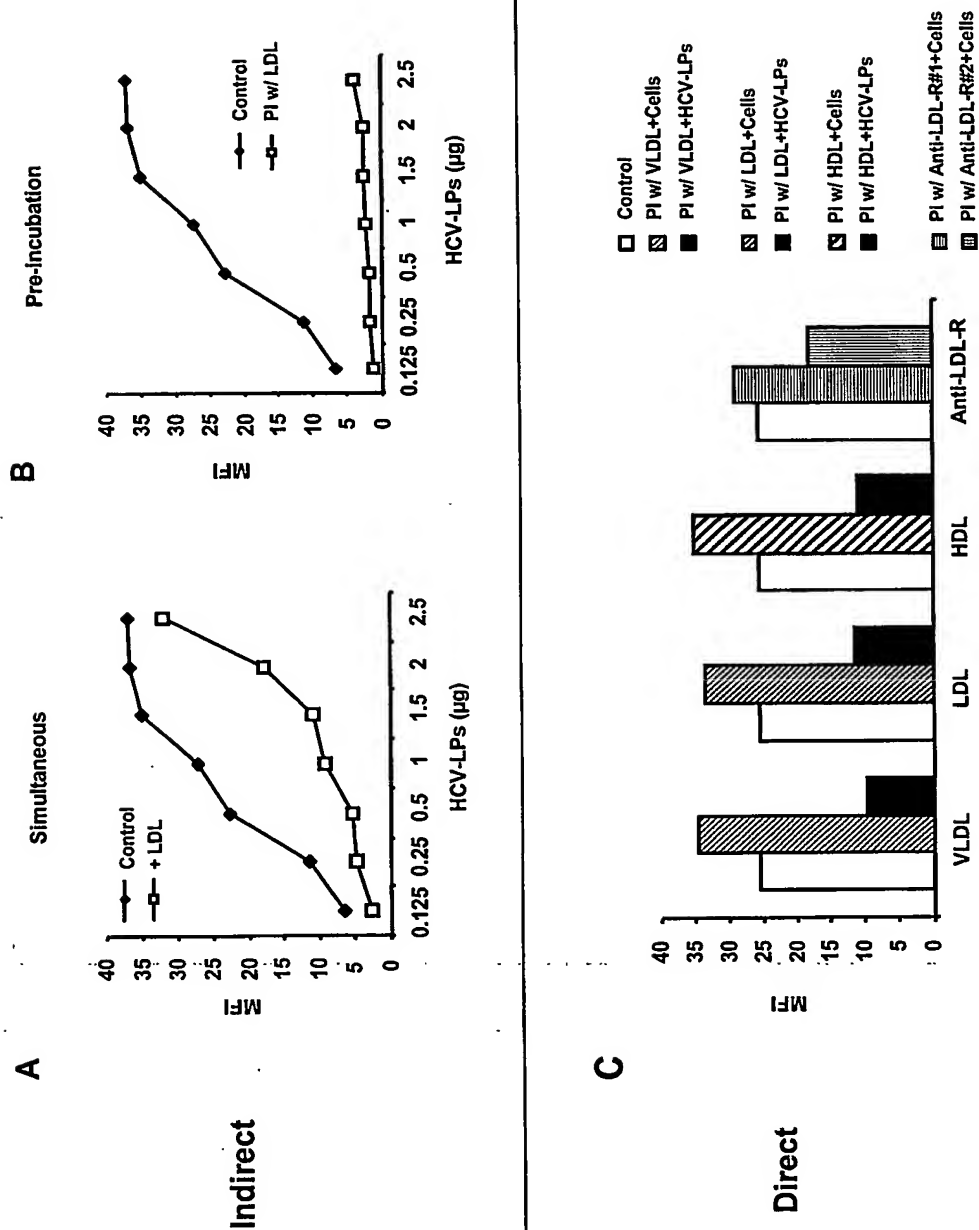 Indirect
A
Simultaneous
MFI
40
35
30
25
20
15
10
5
0
Control
+ LDL
0.125 0.25 0.5 1 1.5 2 2.5
HCV-LPs (µg)
B
Pre-Incubation
MFI
40
35
30
25
20
15
10
5
0
Control
PI w/ LDL
0.125 0.25 0.5 1 1.5 2 2.5
HCV-LPs (µg)
Direct
C
MFI
40
35
30
25
20
15
10
5
0
VLDL LDL HDL Anti-LDL-R
Control
PI w/ VLDL+Cells
PI w/ VLDL+HCV-LPs
PI w/ LDL+Cells
PI w/ LDL+HCV-LPs
PI w/ HDL+Cells
PI w/ HDL+HCV-LPs
PI w/ Anti-LDL-R#1+Cells
PI w/ Anti-LDL-R#2+Cells